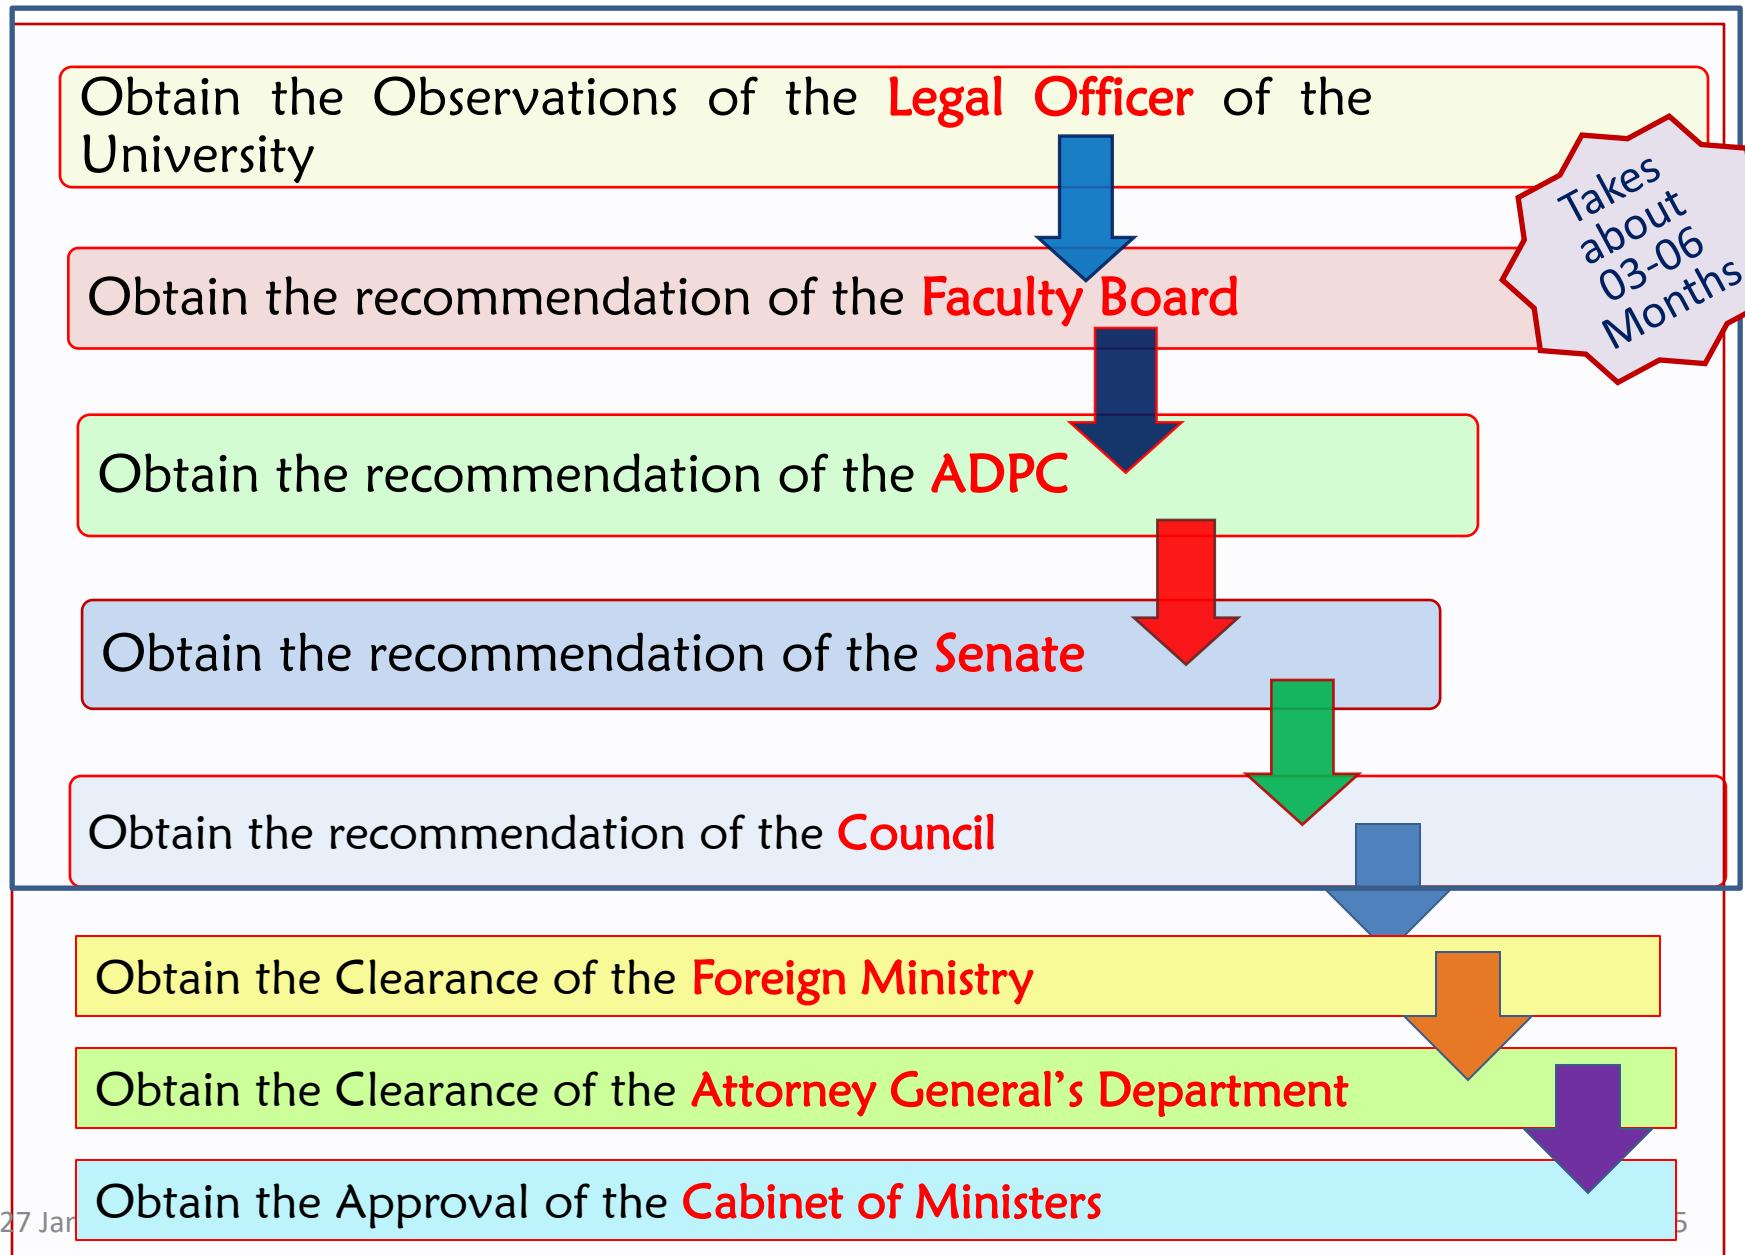 Obtain the Observations of the Legal Officer of the
University
Takes
about
03-06
Months
Obtain the recommendation of the Faculty Board
Obtain the recommendation of the ADPC
Obtain the recommendation of the Senate
Obtain the recommendation of the Council
Obtain the Clearance of the Foreign Ministry
Obtain the Clearance of the Attorney General’s Department
Obtain the Approval of the Cabinet of Ministers
27 Jan
5